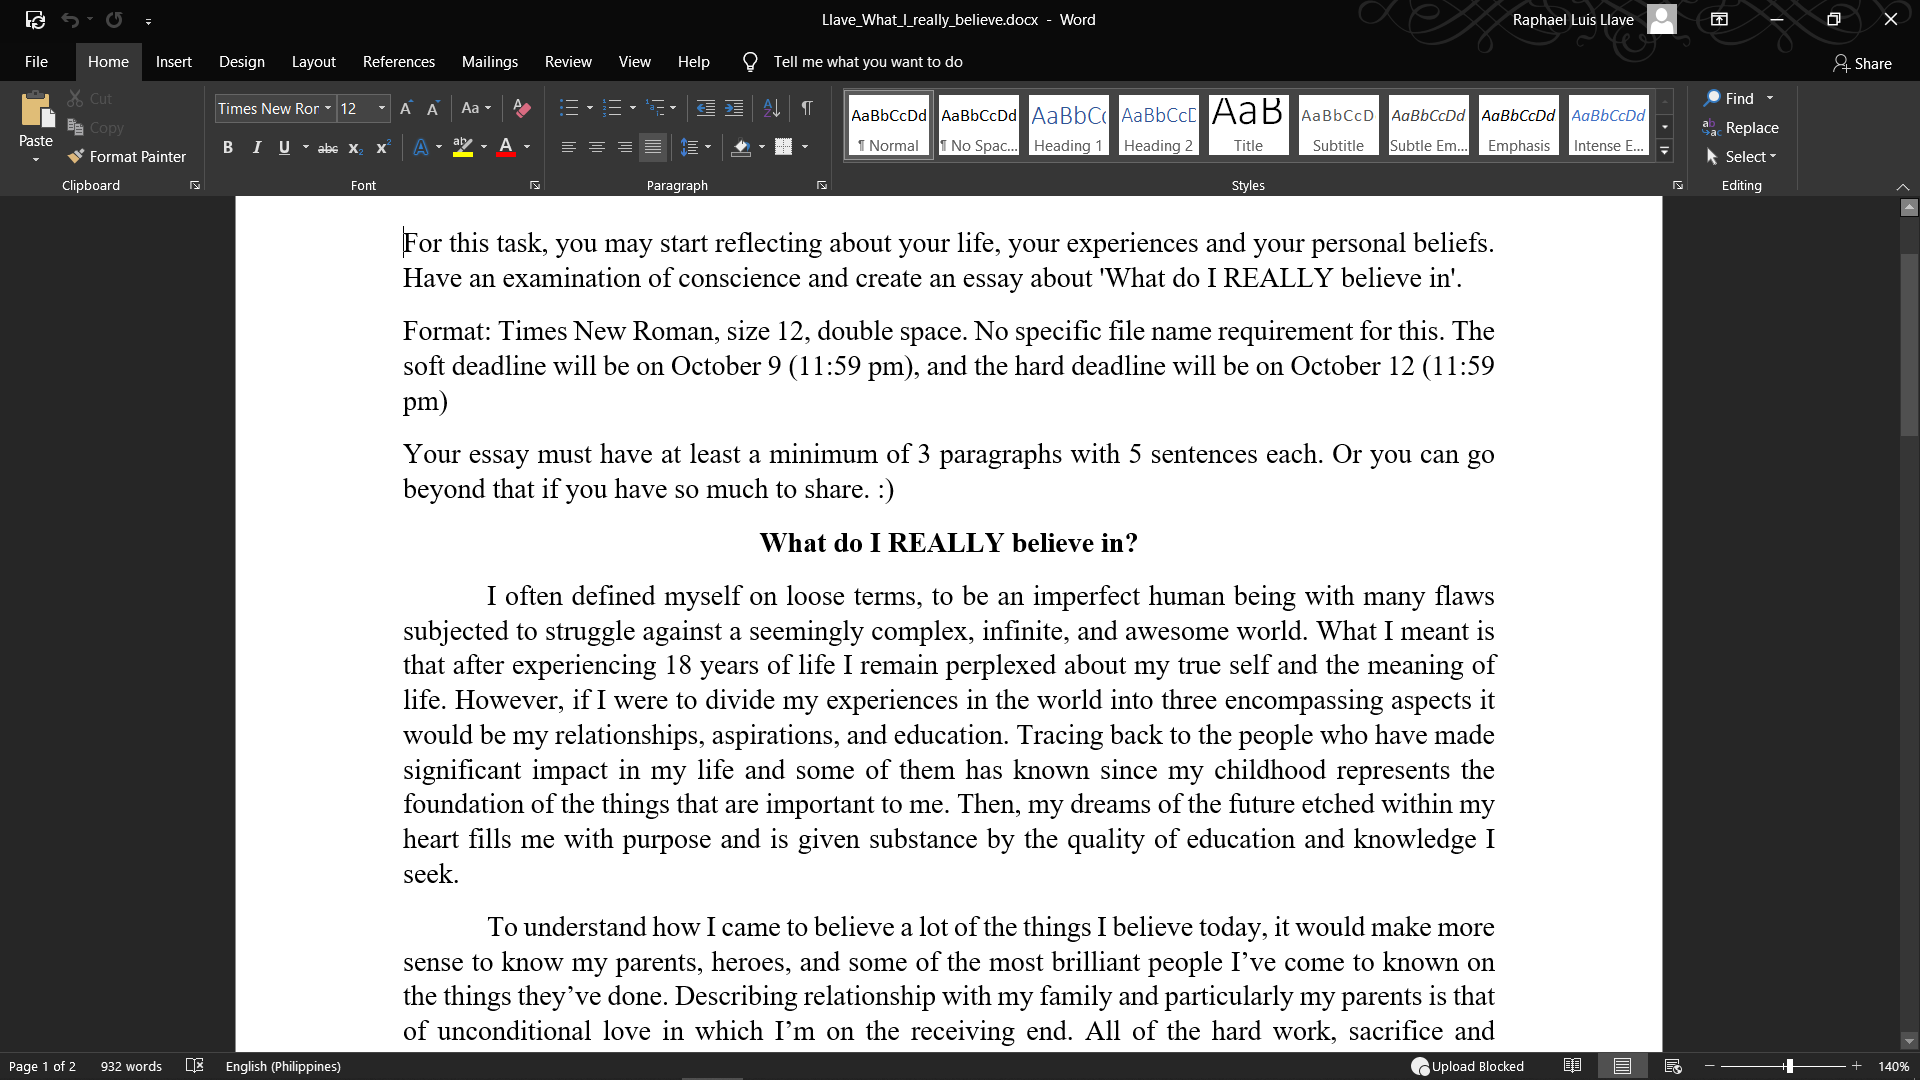 Llave_What_I_really_believe.docx - Word
Raphael Luis Llave
File Home Insert Design Layout References Mailings Review View Help Tell me what you want to do
Share
Paste
Cut
Copy
Format Painter
Clipboard
Times New Ror 12
Aa
B I U abc x2 x2 A ab A
Font
Paragraph
AaBbCcDd AaBbCcDd AaBbCc AaBbCcE AaB AaBbCcD AaBbCcDd AaBbCcDd AaBbCcDd
¶ Normal ¶ No Spac... Heading 1 Heading 2 Title Subtitle Subtle Em... Emphasis Intense E...
Styles
Find
Replace
Select
Editing
For this task, you may start reflecting about your life, your experiences and your personal beliefs.
Have an examination of conscience and create an essay about 'What do I REALLY believe in'.
Format: Times New Roman, size 12, double space. No specific file name requirement for this. The
soft deadline will be on October 9 (11:59 pm), and the hard deadline will be on October 12 (11:59
pm)
Your essay must have at least a minimum of 3 paragraphs with 5 sentences each. Or you can go
beyond that if you have so much to share. :)
What do I REALLY believe in?
I often defined myself on loose terms, to be an imperfect human being with many flaws
subjected to struggle against a seemingly complex, infinite, and awesome world. What I meant is
that after experiencing 18 years of life I remain perplexed about my true self and the meaning of
life. However, if I were to divide my experiences in the world into three encompassing aspects it
would be my relationships, aspirations, and education. Tracing back to the people who have made
significant impact in my life and some of them has known since my childhood represents the
foundation of the things that are important to me. Then, my dreams of the future etched within my
heart fills me with purpose and is given substance by the quality of education and knowledge I
seek.
To understand how I came to believe a lot of the things I believe today, it would make more
sense to know my parents, heroes, and some of the most brilliant people I’ve come to known on
the things they’ve done. Describing relationship with my family and particularly my parents is that
of unconditional love in which I’m on the receiving end. All of the hard work, sacrifice and
Page 1 of 2 932 words English (Philippines)
Upload Blocked
140%